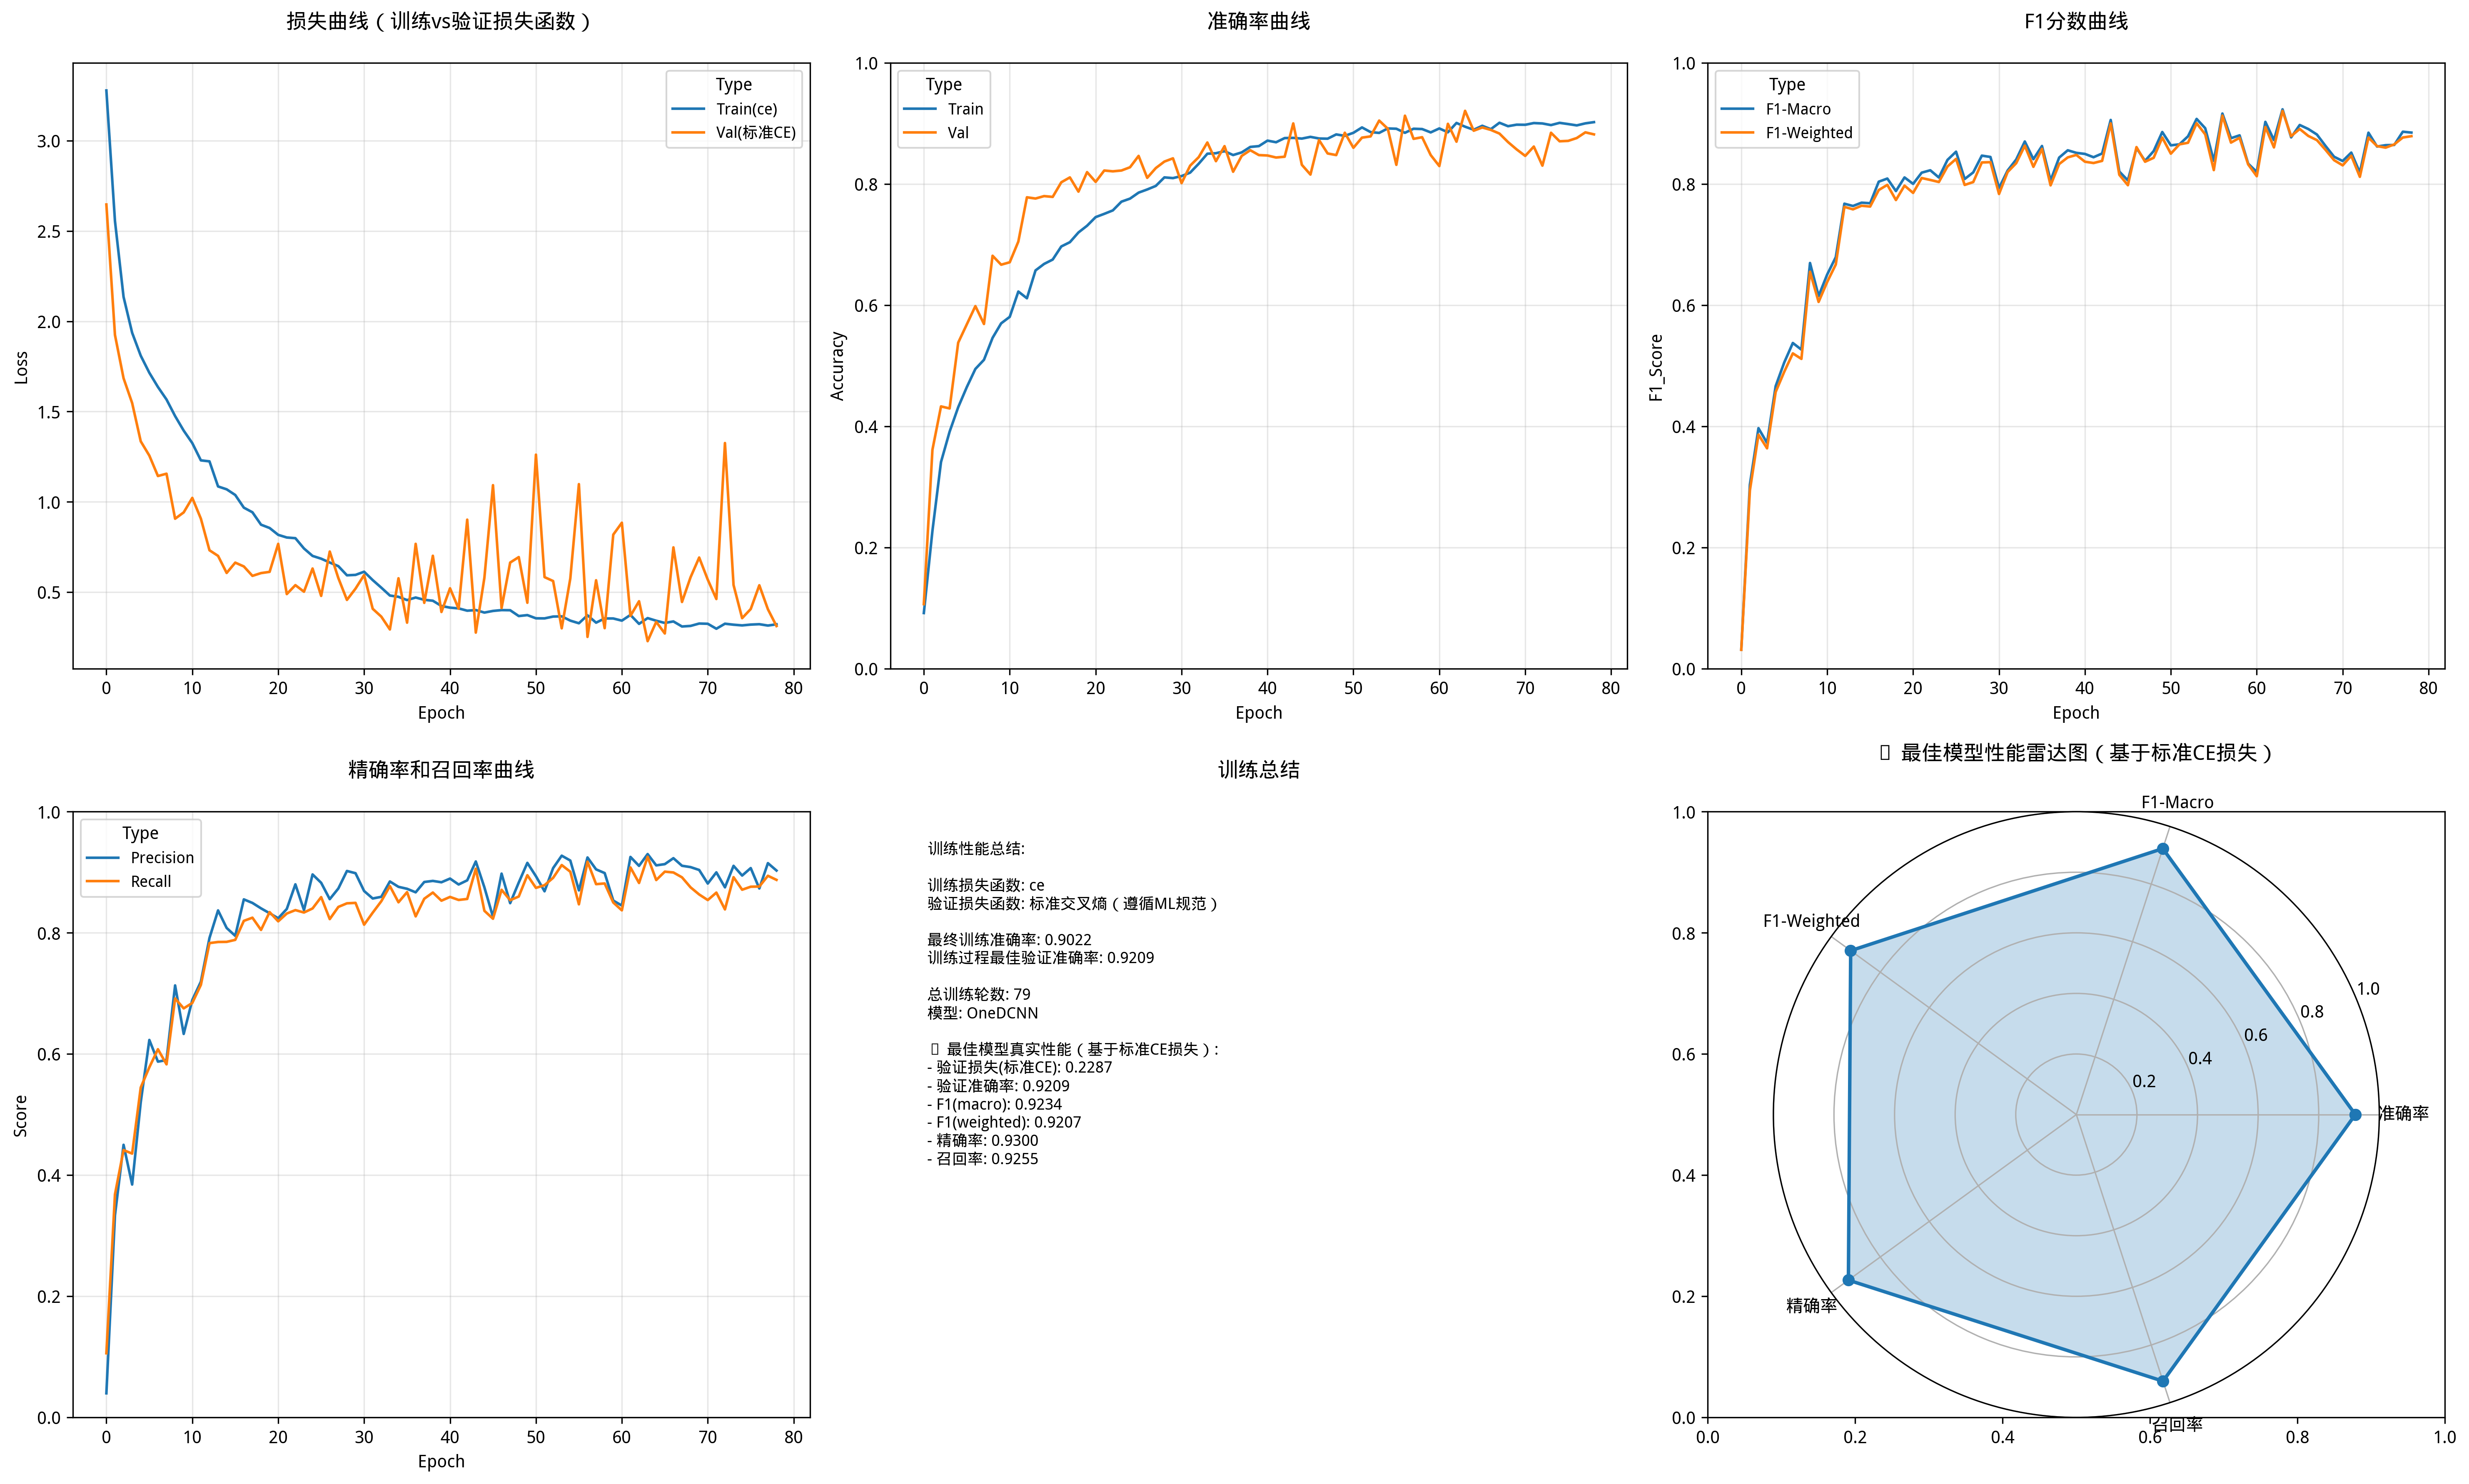 损失曲线（训练vs验证损失函数）
3.0
2.5
2.0
1.5
1.0
0.5
Loss
0 10 20 30 40 50 60 70 80
Epoch
Type
Train(ce)
Val(标准CE)
准确率曲线
1.0
0.8
0.6
0.4
0.2
0.0
Accuracy
0 10 20 30 40 50 60 70 80
Epoch
Type
Train
Val
F1分数曲线
1.0
0.8
0.6
0.4
0.2
0.0
F1_Score
0 10 20 30 40 50 60 70 80
Epoch
Type
F1-Macro
F1-Weighted
精确率和召回率曲线
1.0
0.8
0.6
0.4
0.2
0.0
Score
0 10 20 30 40 50 60 70 80
Epoch
Type
Precision
Recall
训练总结
训练性能总结:
训练损失函数: ce
验证损失函数: 标准交叉熵（遵循ML规范）
最终训练准确率: 0.9022
训练过程最佳验证准确率: 0.9209
总训练轮数: 79
模型: OneDCNN
最佳模型真实性能（基于标准CE损失）:
- 验证损失(标准CE): 0.2287
- 验证准确率: 0.9209
- F1(macro): 0.9234
- F1(weighted): 0.9207
- 精确率: 0.9300
- 召回率: 0.9255
最佳模型性能雷达图（基于标准CE损失）
1.0
0.8
0.6
0.4
0.2
0.0
0.0 0.2 0.4 0.6 0.8 1.0
F1-Macro
F1-Weighted
精确率
召回率
准确率
1.0
0.8
0.6
0.4
0.2